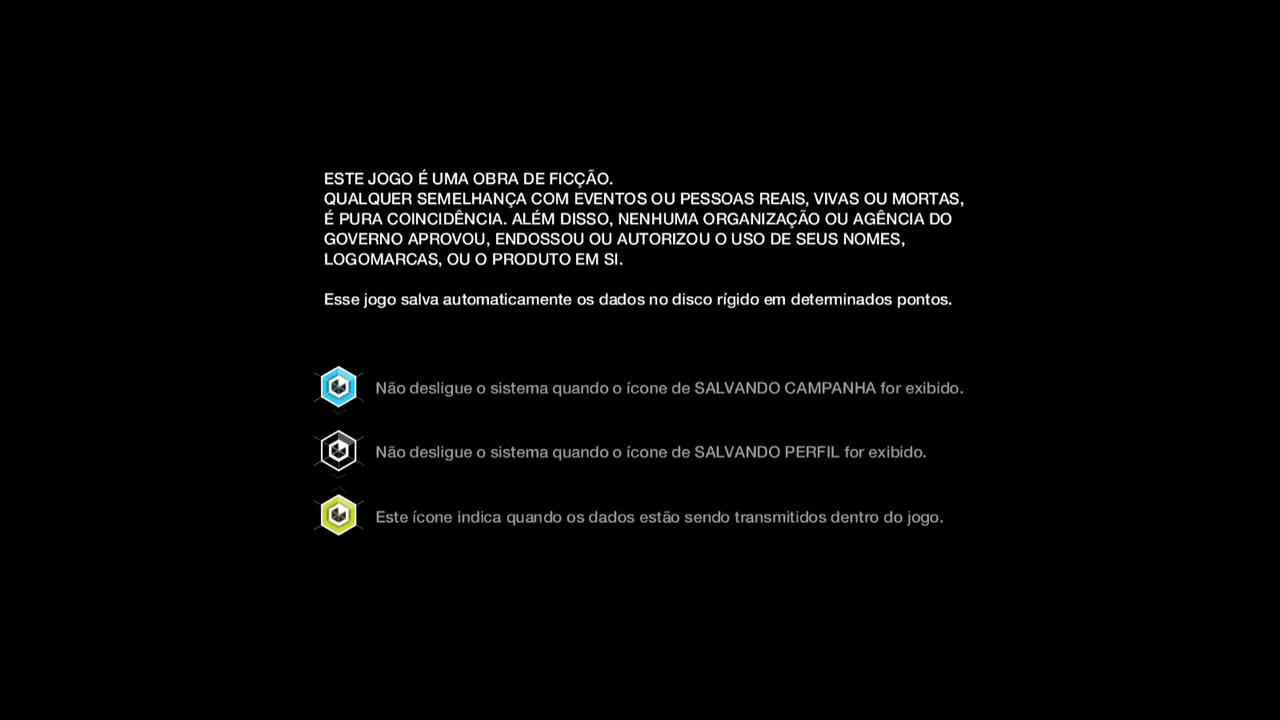 ESTE JOGO É UMA OBRA DE FICÇÃO.
QUALQUER SEMELHANÇA COM EVENTOS OU PESSOAS REAIS, VIVAS OU MORTAS,
É PURA COINCIDÊNCIA. ALÉM DISSO, NENHUMA ORGANIZAÇÃO OU AGÊNCIA DO
GOVERNO APROVOU, ENDOSSOU OU AUTORIZOU O USO DE SEUS NOMES,
LOGOMARCAS, OU O PRODUTO EM SI.
Esse jogo salva automaticamente os dados no disco rígido em determinados pontos.
Não desligue o sistema quando o ícone de SALVANDO CAMPANHA for exibido.
Não desligue o sistema quando o ícone de SALVANDO PERFIL for exibido.
Este ícone indica quando os dados estão sendo transmitidos dentro do jogo.